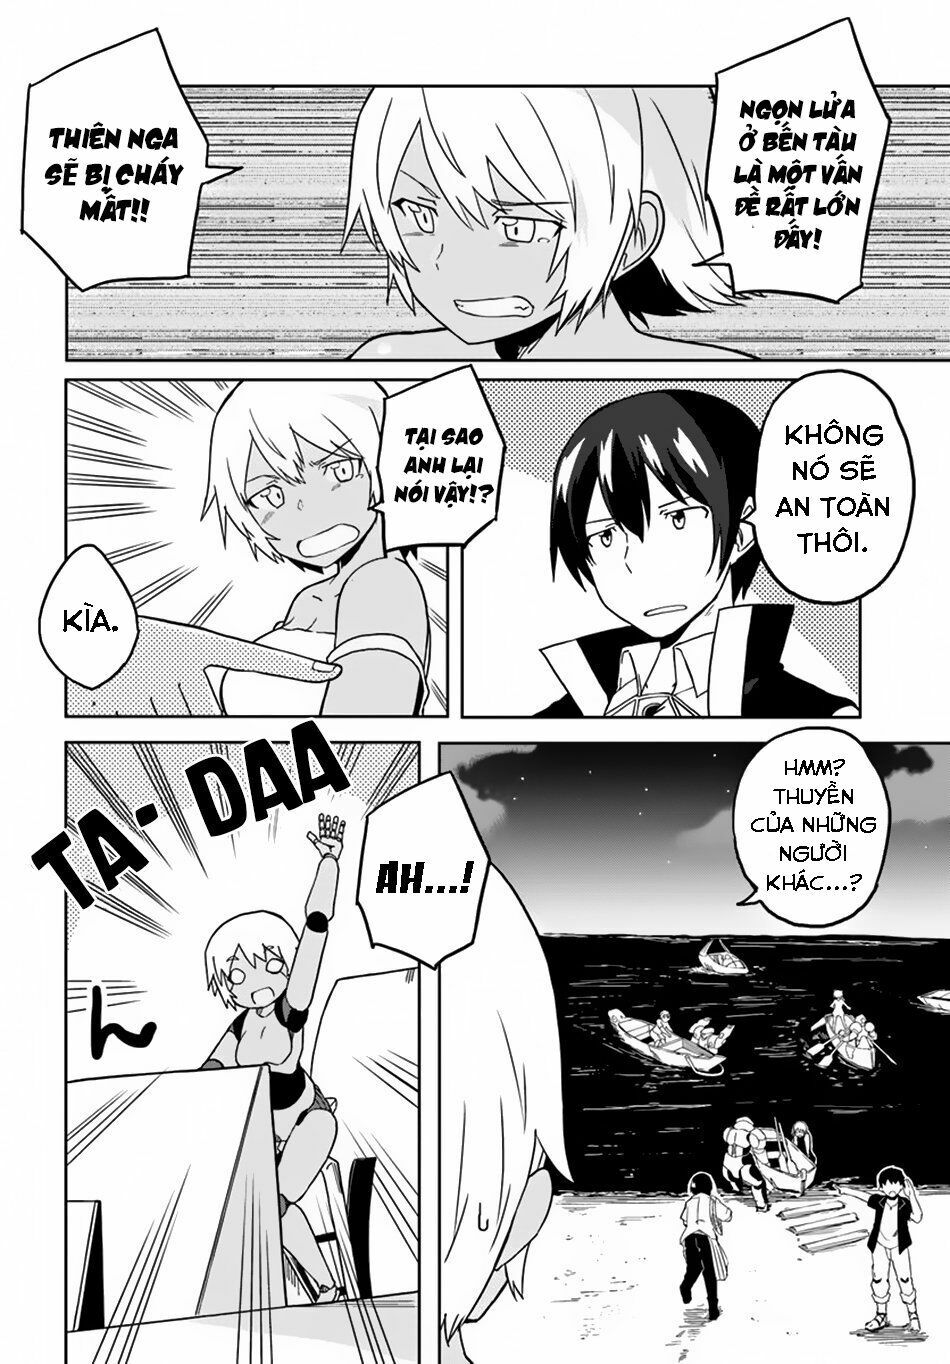 NGỌN LỬA
Ở BẾN TÀU
LÀ MỘT VẤN
ĐỀ RẤT LỚN
ĐẤY!
THIÊN NGA
SẼ BỊ CHÁY
MẤT!!
KHÔNG
NÓ SẼ
AN TOÀN
THÔI.
TẠI SAO
ANH LẠI
NÓI VẬY!?
KÌA.
HMM?
THUYỀN
CỦA NHỮNG
NGƯỜI
KHÁC...?
AH...!
TA-DAA
ん